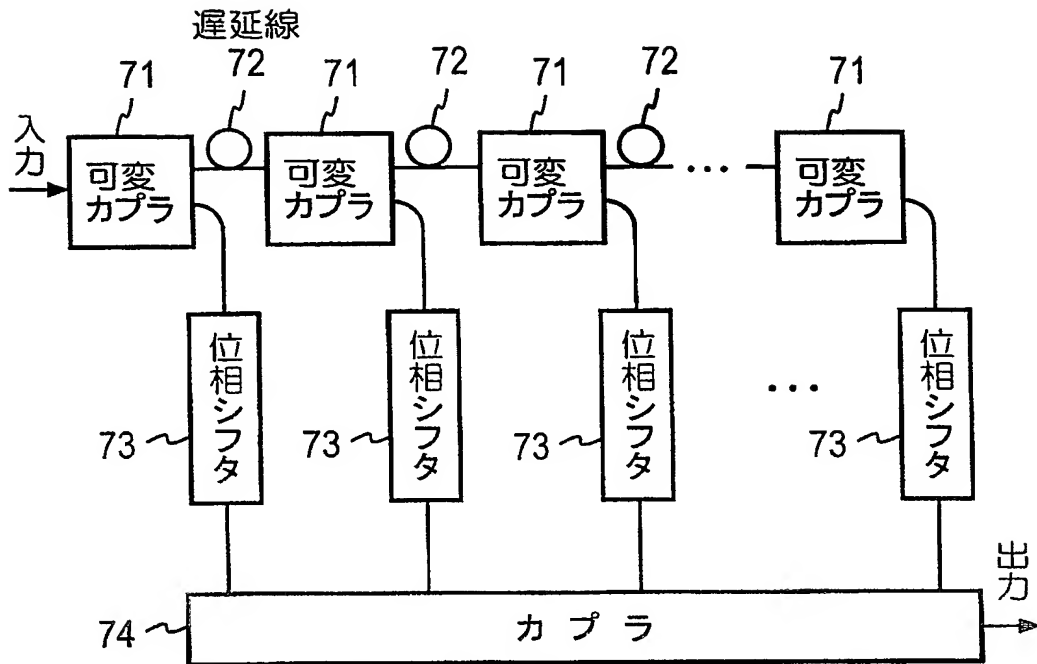 遅延線
71
72
71
72
71
72
71
入力
可変
カプラ
可変
カプラ
可変
カプラ
…
可変
カプラ
位相シフタ
位相シフタ
位相シフタ
…
位相シフタ
73
73
73
73
出力
74
カプラ